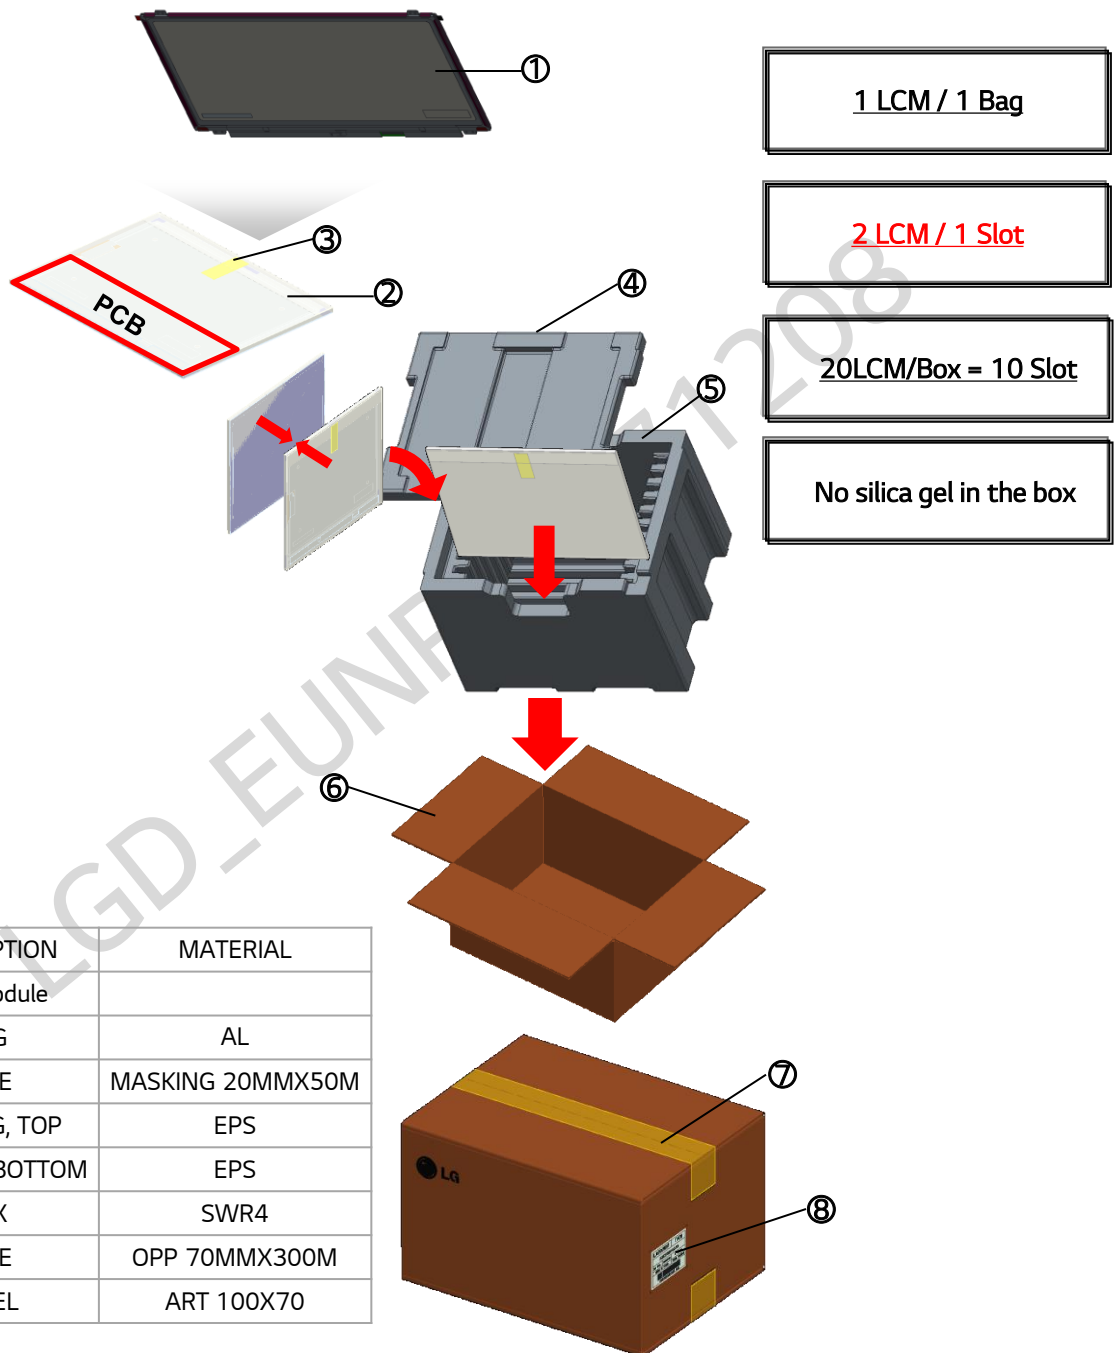 ①
1 LCM / 1 Bag
③
2 LCM / 1 Slot
②
④
PCB
20LCM/Box = 10 Slot
⑤
No silica gel in the box
⑥
PTION MATERIAL
odule
G AL
E MASKING 20MMX50M
G, TOP EPS
BOTTOM EPS
X SWR4
E OPP 70MMX300M
EL ART 100X70
⑦
LG
⑧
1208
LGD_EUN